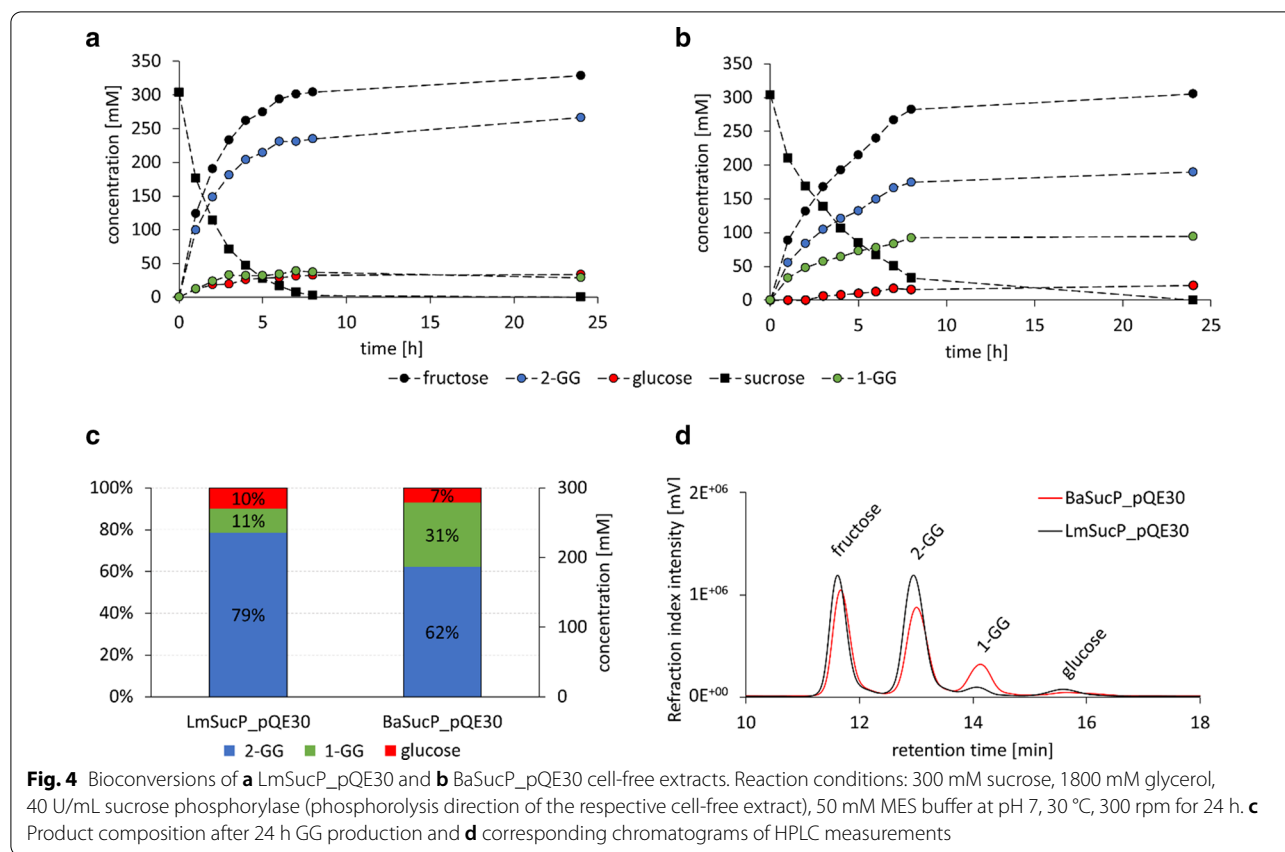 a
350
300
250
200
150
100
50
0
concentration [mM]
0 5 10 15 20 25
time [h]
b
350
300
250
200
150
100
50
0
concentration [mM]
0 5 10 15 20 25
time [h]
fructose 2-GG glucose sucrose 1-GG
c
100%
80%
60%
40%
20%
0%
10%
11%
79%
7%
31%
62%
300
200
100
0
concentration [mM]
LmSucP_pQE30 BaSucP_pQE30
2-GG 1-GG glucose
d
2E+06
1E+06
0E+00
Refraction index intensity [mV]
fructose
2-GG
1-GG
glucose
BaSucP_pQE30
LmSucP_pQE30
10 12 14 16 18
retention time [min]
Fig. 4 Bioconversions of a LmSucP_pQE30 and b BaSucP_pQE30 cell-free extracts. Reaction conditions: 300 mM sucrose, 1800 mM glycerol,
40 U/mL sucrose phosphorylase (phosphorolysis direction of the respective cell-free extract), 50 mM MES buffer at pH 7, 30 °C, 300 rpm for 24 h. c
Product composition after 24 h GG production and d corresponding chromatograms of HPLC measurements